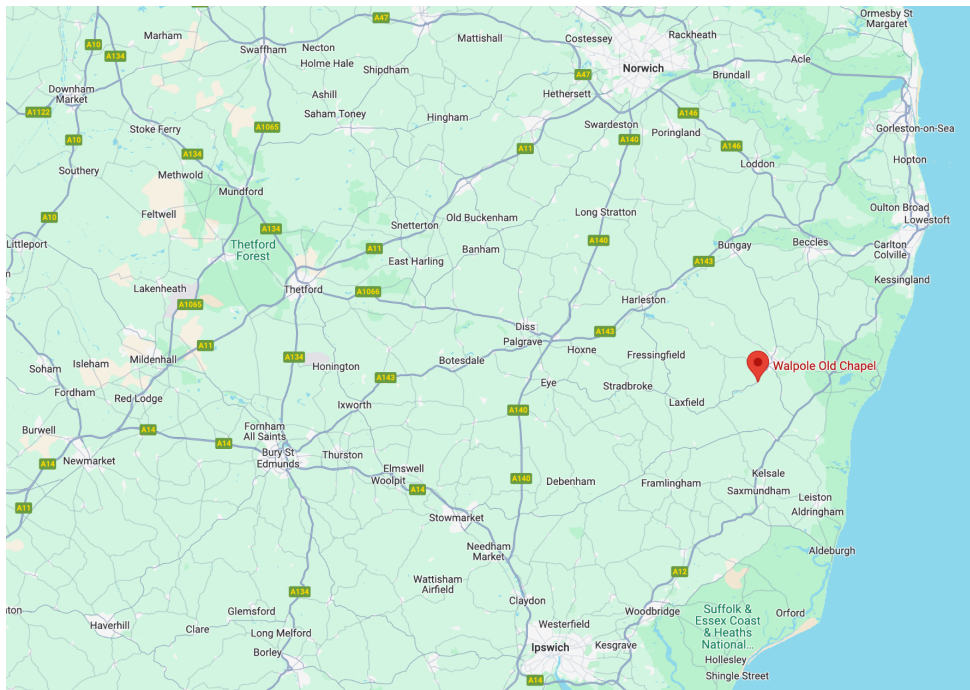 A47
Ormesby St
Margaret
Marham
A10
A134
Necton
Swaffham
Holme Hale
Shipdham
Mattishall
Costessey
Rackheath
Norwich
A47
Acle
Brundall
Downham
Market
A1122
Ashill
Saham Toney
Hethersett
A1065
Hingham
Swardeston
A146
Poringland
Gorleston-on-Sea
Stoke Ferry
A10
A140
A134
A11
A146
Hopton
Methwold
Southery
Loddon
Mundford
Oulton Broad
Lowestoft
Feltwell
A10
Snetterton
Old Buckenham
Long Stratton
A134
Littleport
Thetford
Forest
A11
Banham
A140
Bungay
Beccles
Carlton
Colville
East Harling
A143
Kessingland
Lakenheath
Thetford
A1066
A1065
Harleston
Diss
Palgrave
A143
A11
Hoxne
Fressingfield
Mildenhall
A134
Honington
Botesdale
Walpole Old Chapel
Isleham
Soham
Fordham
Red Lodge
A143
Eye
Stradbroke
Laxfield
Ixworth
A140
Burwell
A14
Fornham
All Saints
A14
Bury St
Edmunds
Thurston
Newmarket
A14
Elmswell
Woolpit
A14
A140
Debenham
Framlingham
Kelsale
Saxmundham
Leiston
Aldringham
A11
Stowmarket
Needham
Market
Aldeburgh
A12
Wattisham
Airfield
A134
Claydon
Glemsford
nton
Haverhill
Clare
Long Melford
Borley
Westerfield
Woodbridge
Suffolk &
Essex Coast
& Heaths
National...
Orford
Ipswich
Kesgrave
Hollesley
Shingle Street
A14